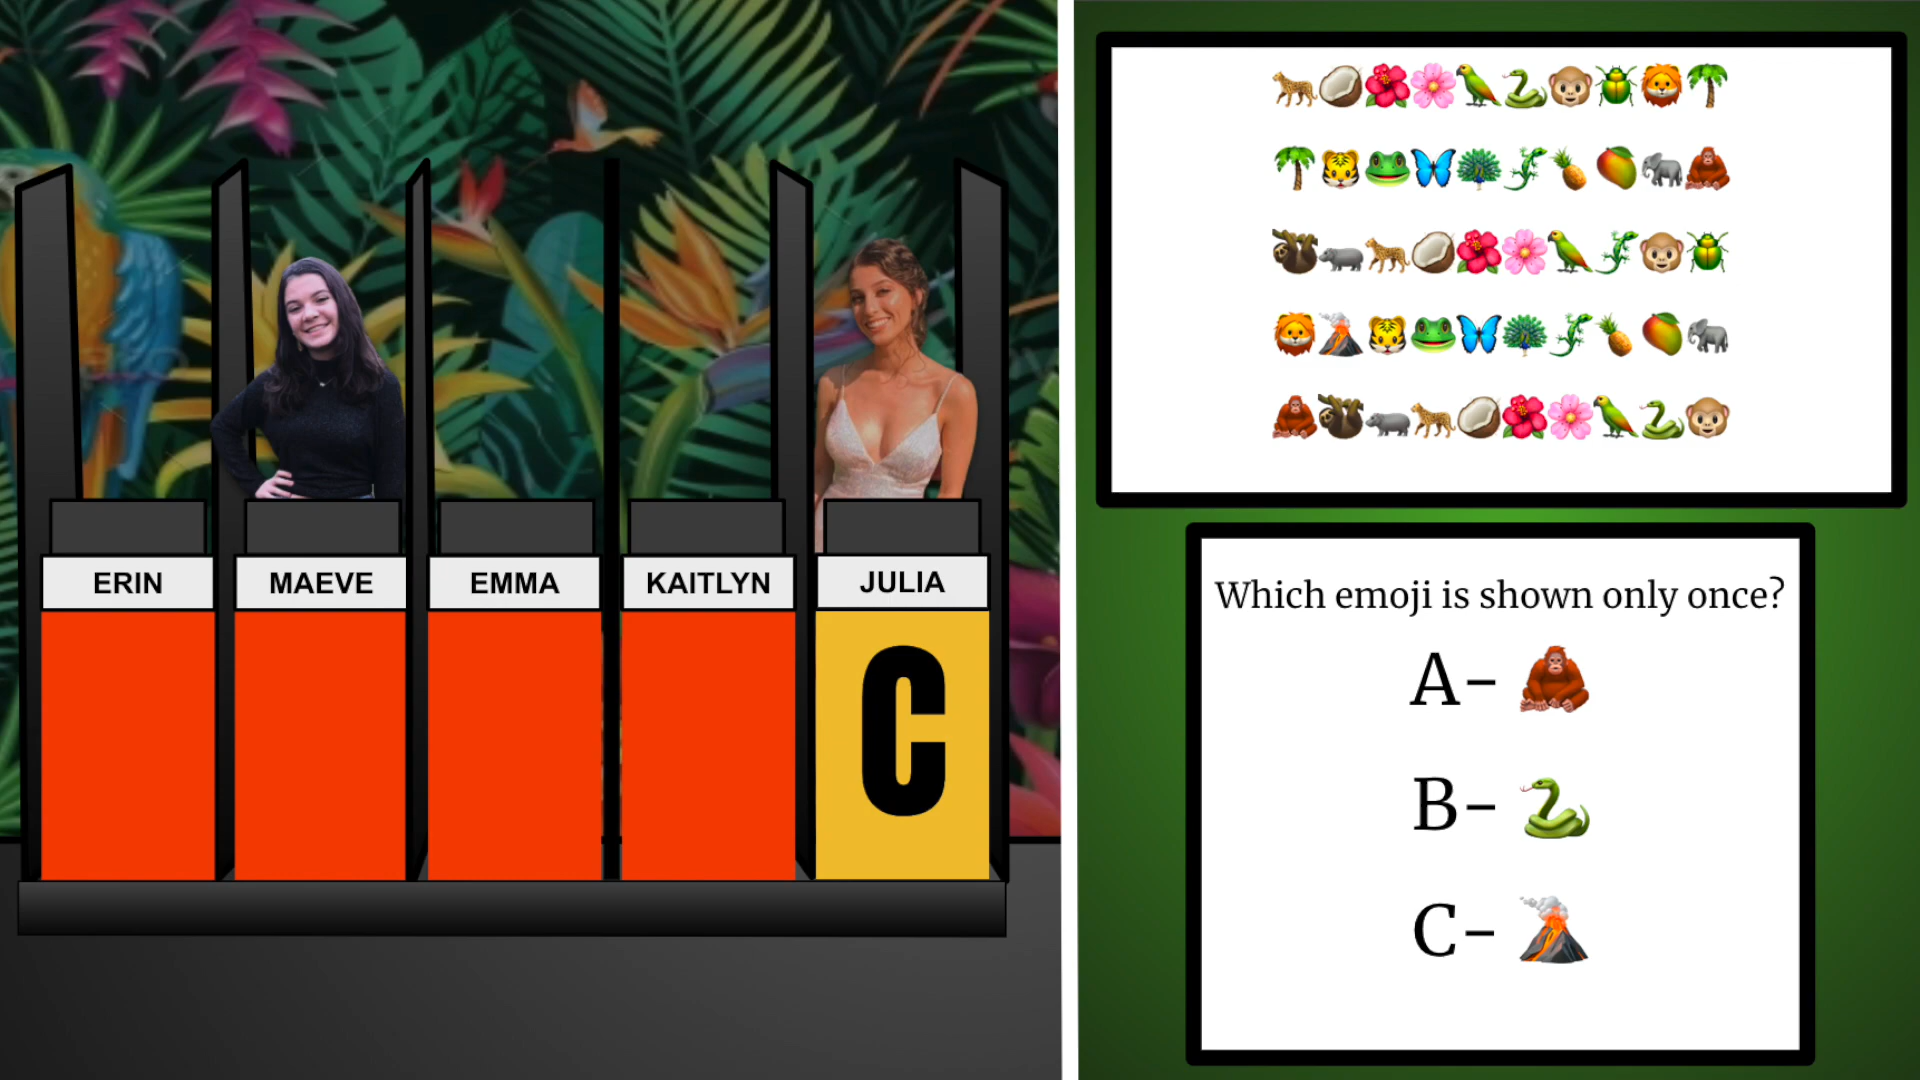 ERIN
MAEVE
EMMA
KAITLYN
JULIA
C
Which emoji is shown only once?
A-
B-
C-